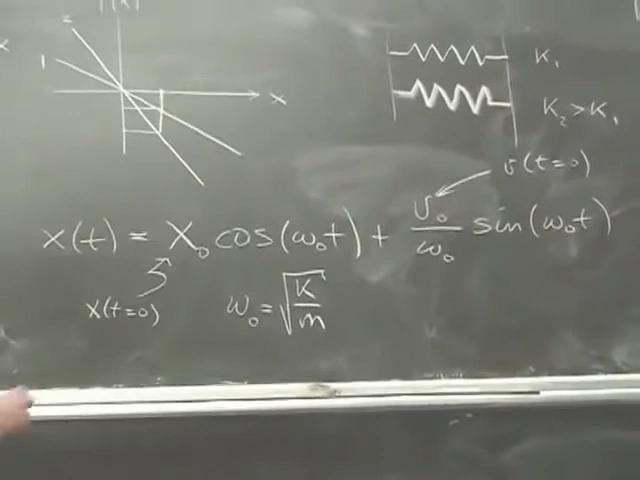 2
1
x
K₁
K₂ > K₁
v(t=0)
x(t) = X₀ cos(ω₀t) + v₀/ω₀ sin(ω₀t)
x(t=0)
ω₀ = √(K/m)